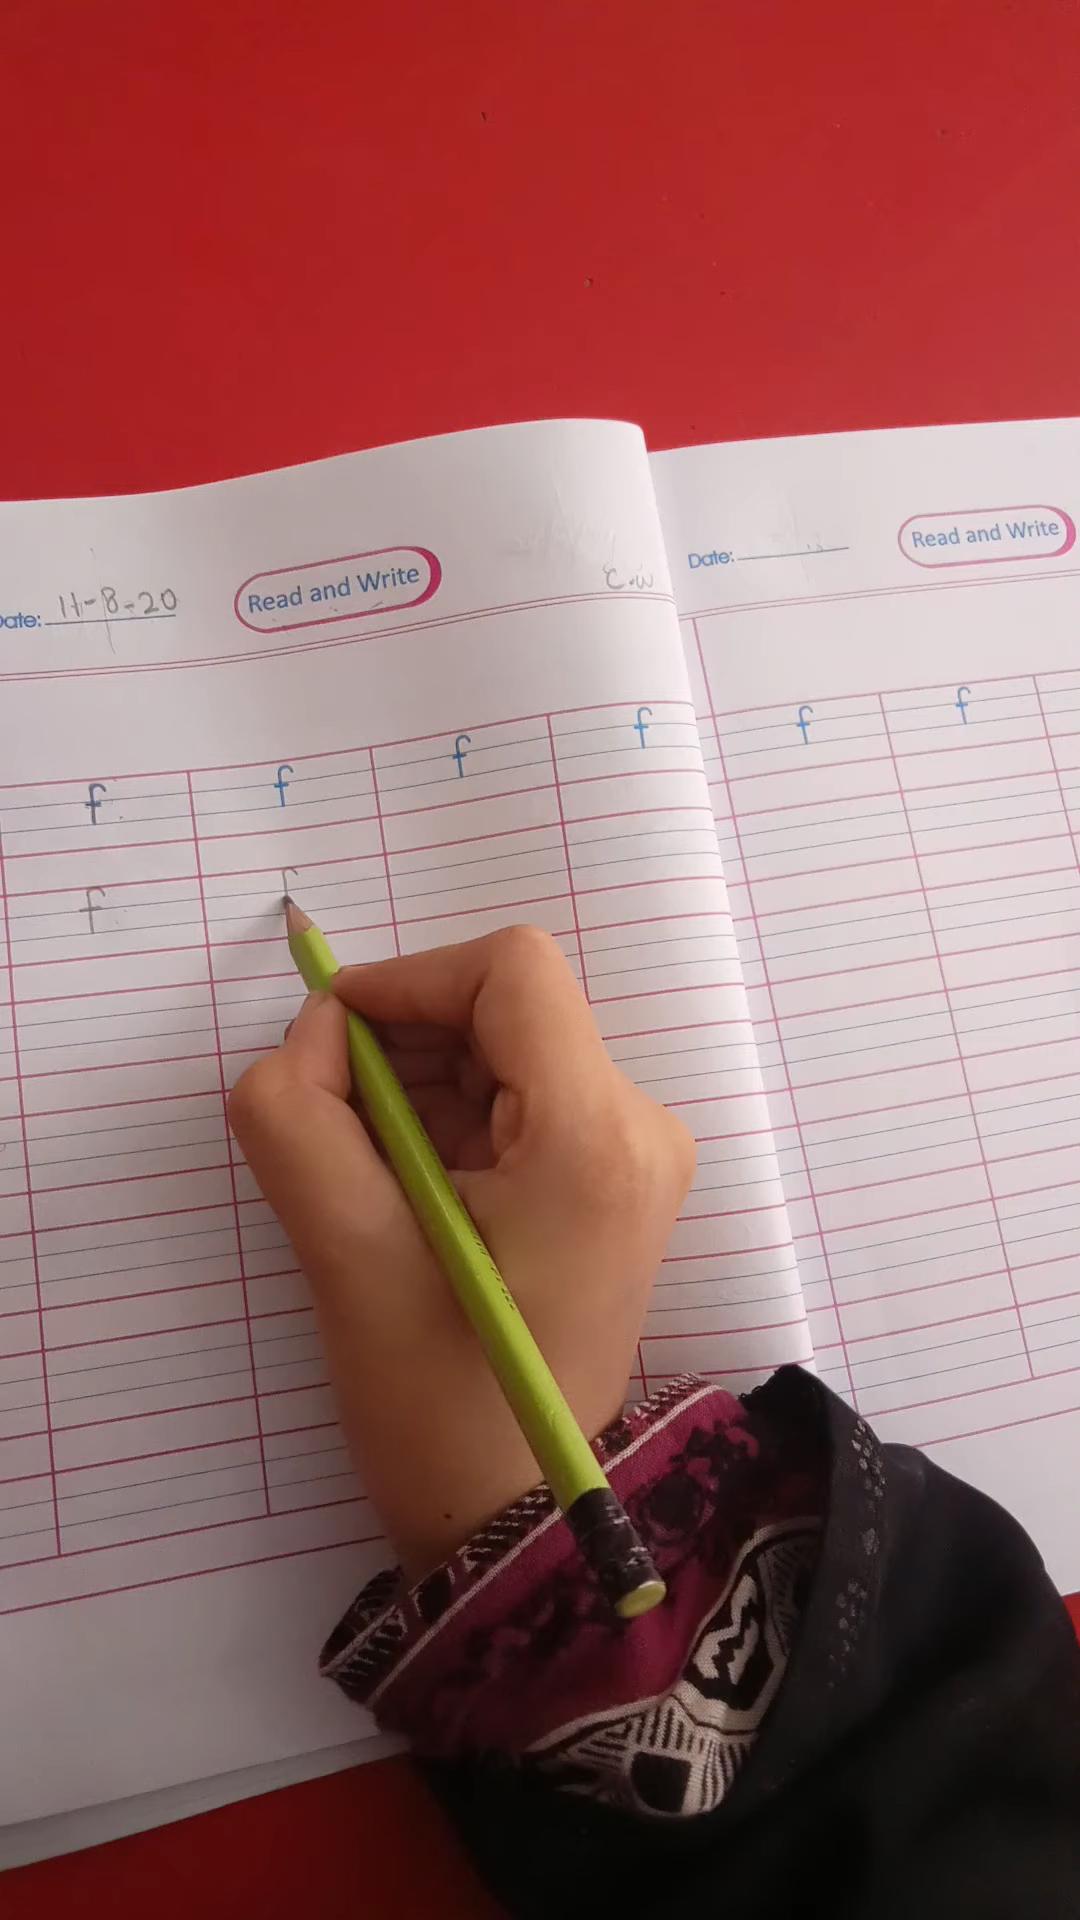 Date: 11-8-20 Read and Write C.W
f f f f
f f
Date: Read and Write
f f